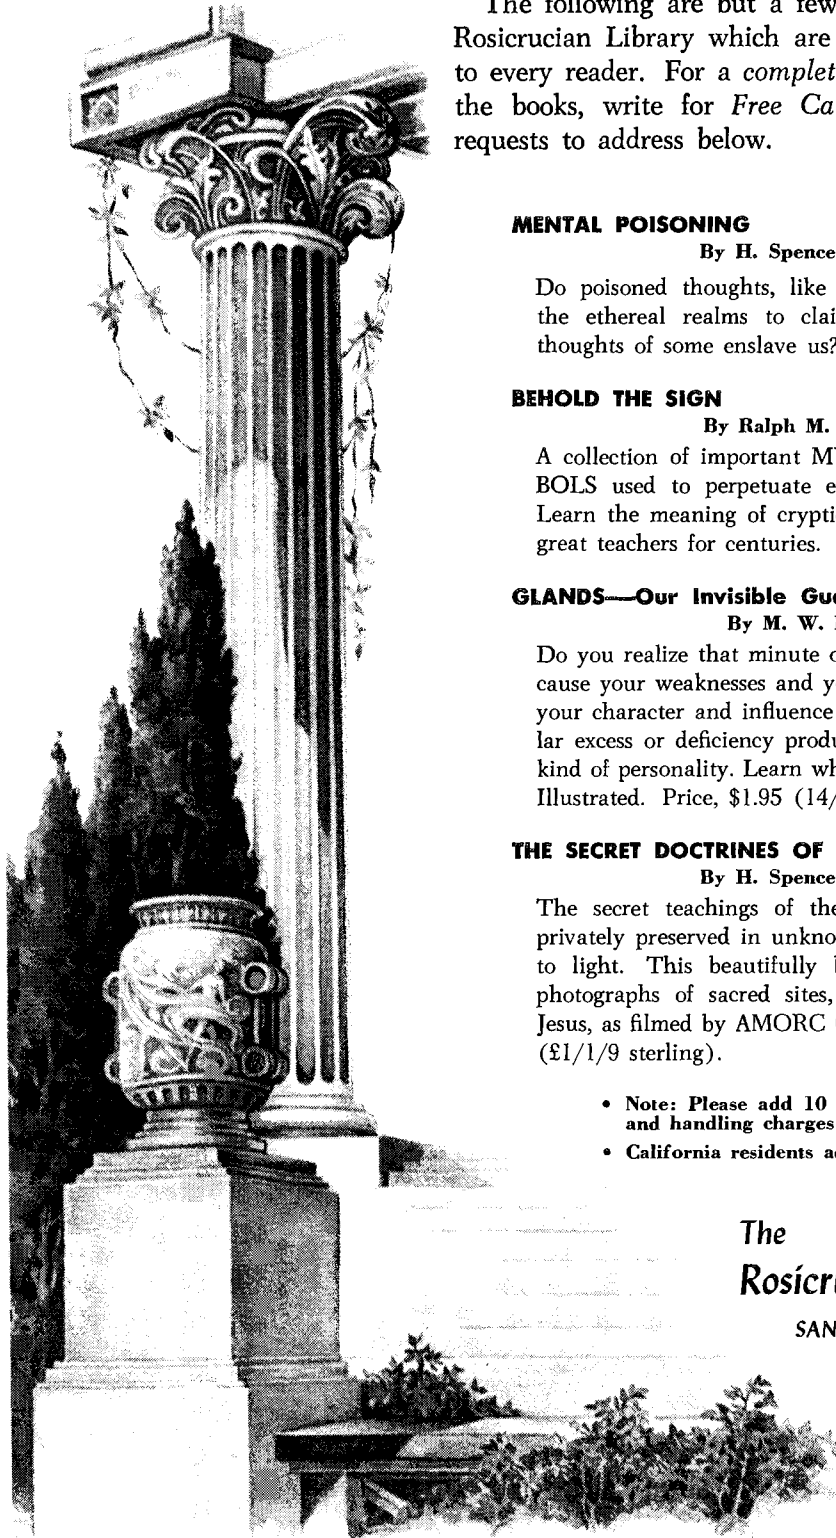 The following are but a few
Rosicrucian Library which are
to every reader. For a complet
the books, write for Free Ca
requests to address below.
MENTAL POISONING
By H. Spence
Do poisoned thoughts, like
the ethereal realms to clai
thoughts of some enslave us?
BEHOLD THE SIGN
By Ralph M.
A collection of important M
BOLS used to perpetuate e
Learn the meaning of crypti
great teachers for centuries.
GLANDS—Our Invisible Gu
By M. W.
Do you realize that minute
cause your weaknesses and y
your character and influence
lar excess or deficiency produ
kind of personality. Learn wh
Illustrated. Price, $1.95 (14/
THE SECRET DOCTRINES OF
By H. Spence
The secret teachings of the
privately preserved in unkno
to light. This beautifully
photographs of sacred sites,
Jesus, as filmed by AMORC
(£1/1/9 sterling).
• Note: Please add 10
and handling charges
• California residents a
The
Rosicr
SAN